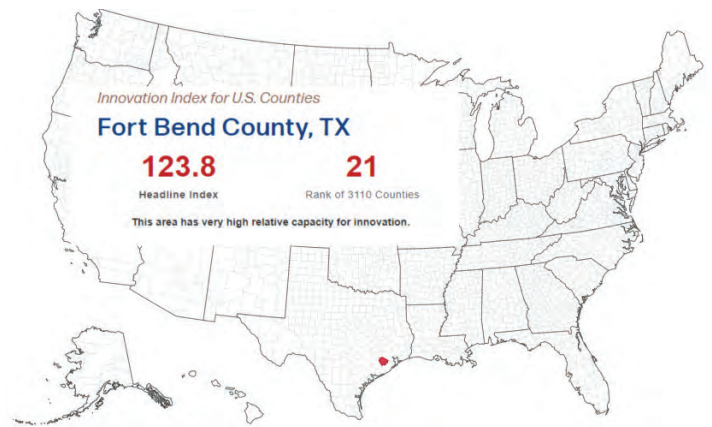 Innovation Index for U.S. Counties
Fort Bend County, TX
123.8 21
Headline Index Rank of 3110 Counties
This area has very high relative capacity for innovation.